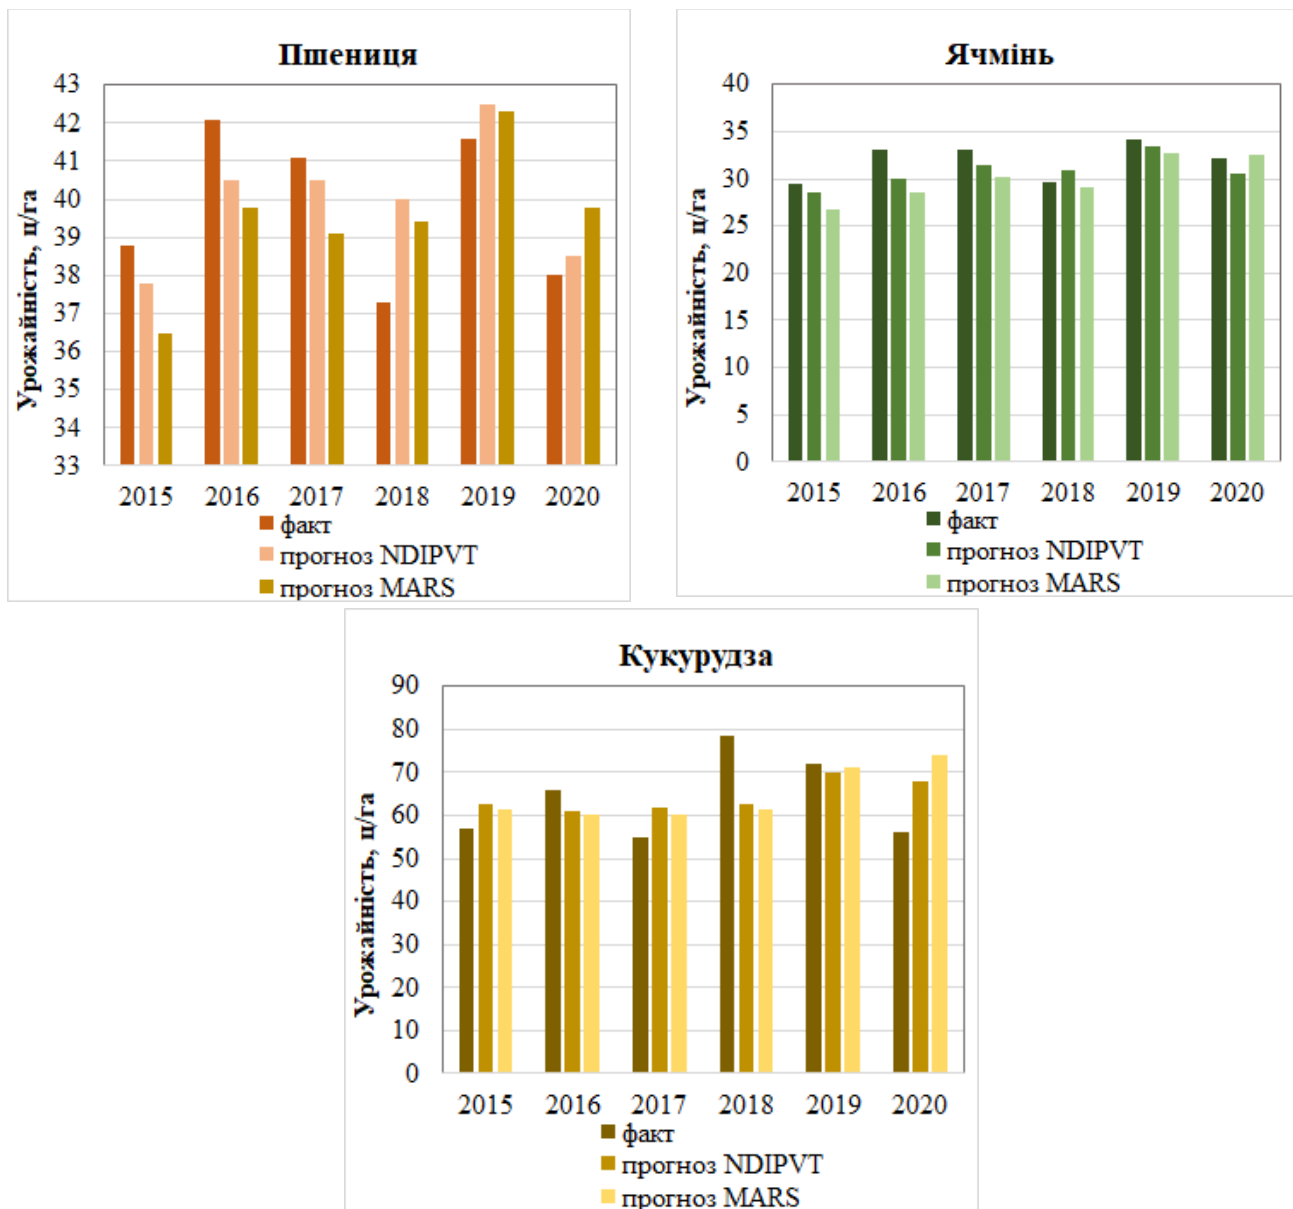 Пшениця
Урожайність, ц/га
43
42
41
40
39
38
37
36
35
34
33
2015 2016 2017 2018 2019 2020
факт
прогноз NDIPVT
прогноз MARS
Ячмінь
Урожайність, ц/га
40
35
30
25
20
15
10
5
0
2015 2016 2017 2018 2019 2020
факт
прогноз NDIPVT
прогноз MARS
Кукурудза
Урожайність, ц/га
90
80
70
60
50
40
30
20
10
0
2015 2016 2017 2018 2019 2020
факт
прогноз NDIPVT
прогноз MARS